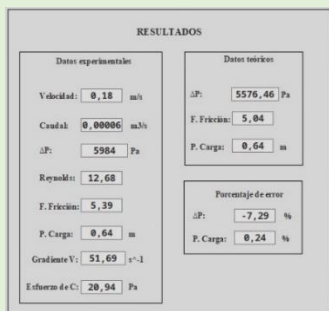 RESULTADOS
Datos experimentales
Velocidad: 0,18 m/s
Caudal: 0,00006 m3/s
ΔP: 5984 Pa
Reynolds: 12,68
F. Fricción: 5,39
P. Carga: 0,64 m
Gradiente V: 51,69 s^-1
Esfuerzo de C: 20,94 Pa
Datos teóricos
ΔP: 5576,46 Pa
F. Fricción: 5,04
P. Carga: 0,64 m
Porcentaje de error
ΔP: -7,29 %
P. Carga: 0,24 %